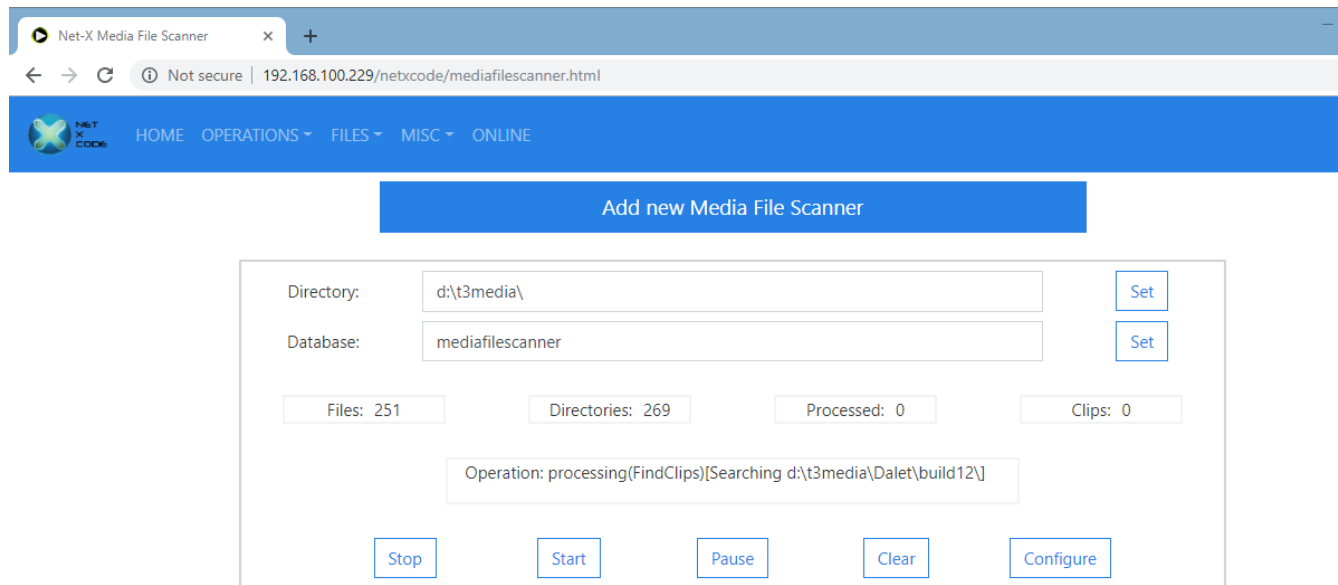 Net-X Media File Scanner
Not secure | 192.168.100.229/netxcode/mediafilescanner.html
NET
X
CODE
HOME OPERATIONS FILES MISC ONLINE
Add new Media File Scanner
Directory: d:\t3media\ Set
Database: mediafilescanner Set
Files: 251 Directories: 269 Processed: 0 Clips: 0
Operation: processing(FindClips)[Searching d:\t3media\Dalet\build12\]
Stop Start Pause Clear Configure